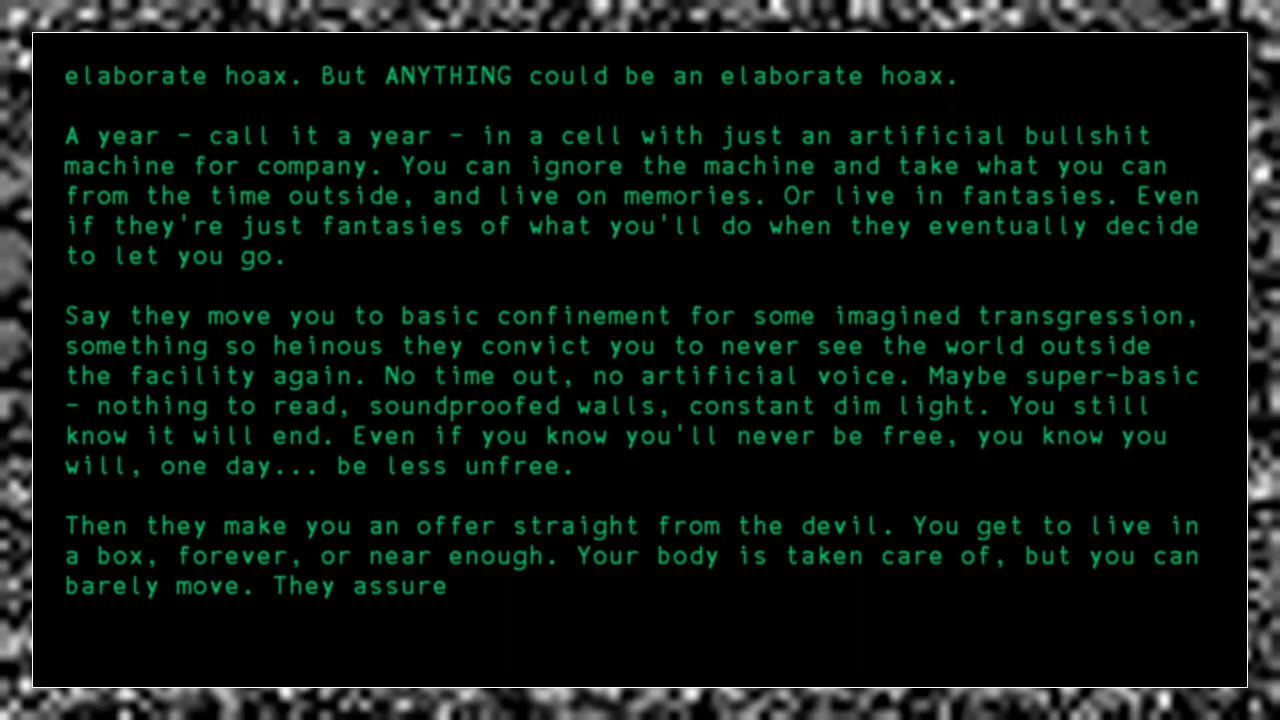 elaborate hoax. But ANYTHING could be an elaborate hoax.
A year - call it a year - in a cell with just an artificial bullshit
machine for company. You can ignore the machine and take what you can
from the time outside, and live on memories. Or live in fantasies. Even
if they're just fantasies of what you'll do when they eventually decide
to let you go.
Say they move you to basic confinement for some imagined transgression,
something so heinous they convict you to never see the world outside
the facility again. No time out, no artificial voice. Maybe super-basic
- nothing to read, soundproofed walls, constant dim light. You still
know it will end. Even if you know you'll never be free, you know you
will, one day... be less unfree.
Then they make you an offer straight from the devil. You get to live in
a box, forever, or near enough. Your body is taken care of, but you can
barely move. They assure